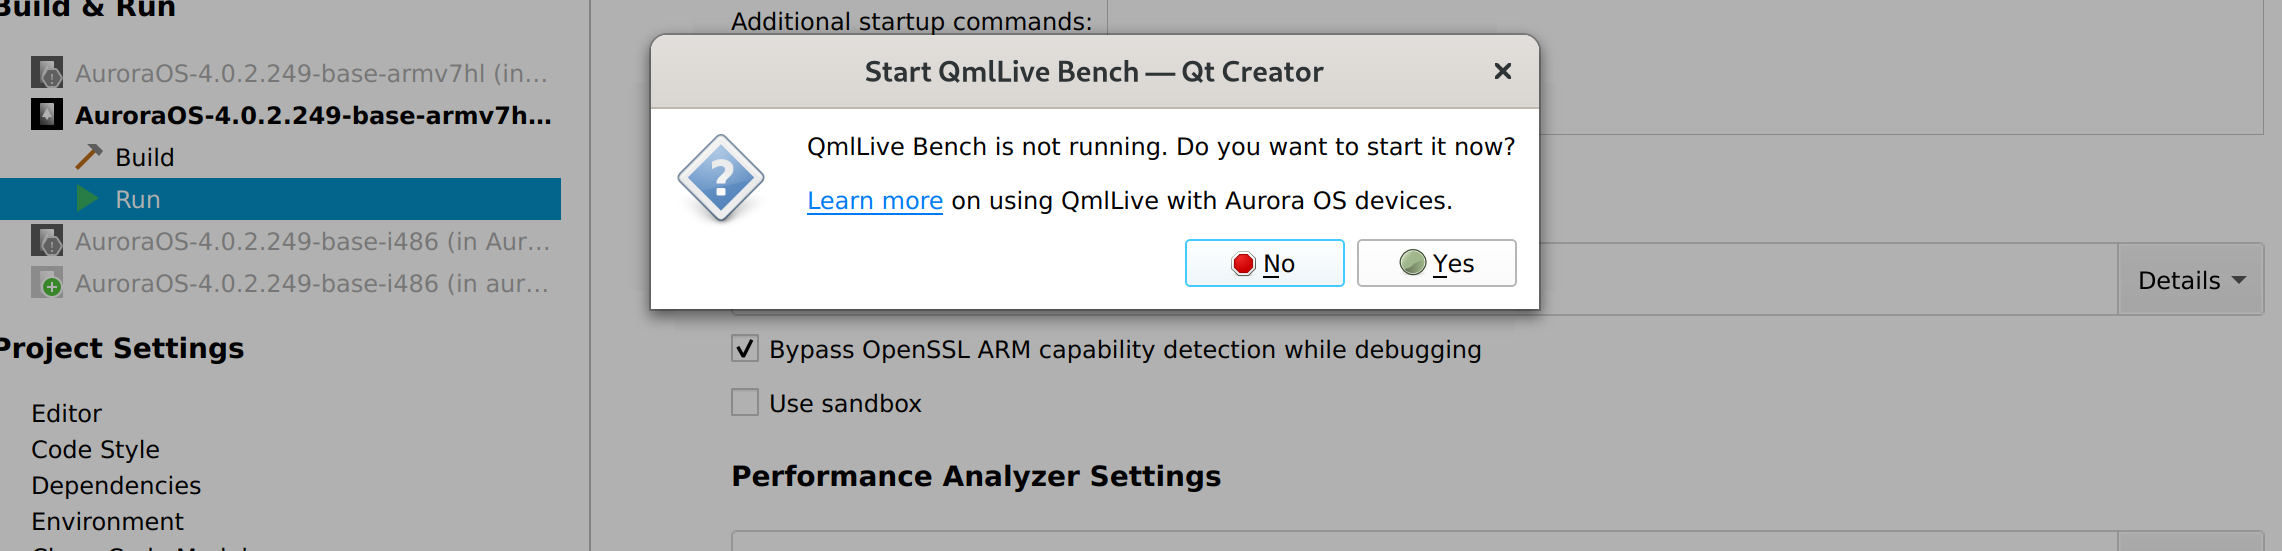 Build & Run
AuroraOS-4.0.2.249-base-armv7hl (in...
AuroraOS-4.0.2.249-base-armv7h...
Build
Run
AuroraOS-4.0.2.249-base-i486 (in Aur...
AuroraOS-4.0.2.249-base-i486 (in aur...
Project Settings
Editor
Code Style
Dependencies
Environment
Additional startup commands:
Start QmlLive Bench — Qt Creator
QmlLive Bench is not running. Do you want to start it now?
Learn more on using QmlLive with Aurora OS devices.
No
Yes
Details
Bypass OpenSSL ARM capability detection while debugging
Use sandbox
Performance Analyzer Settings